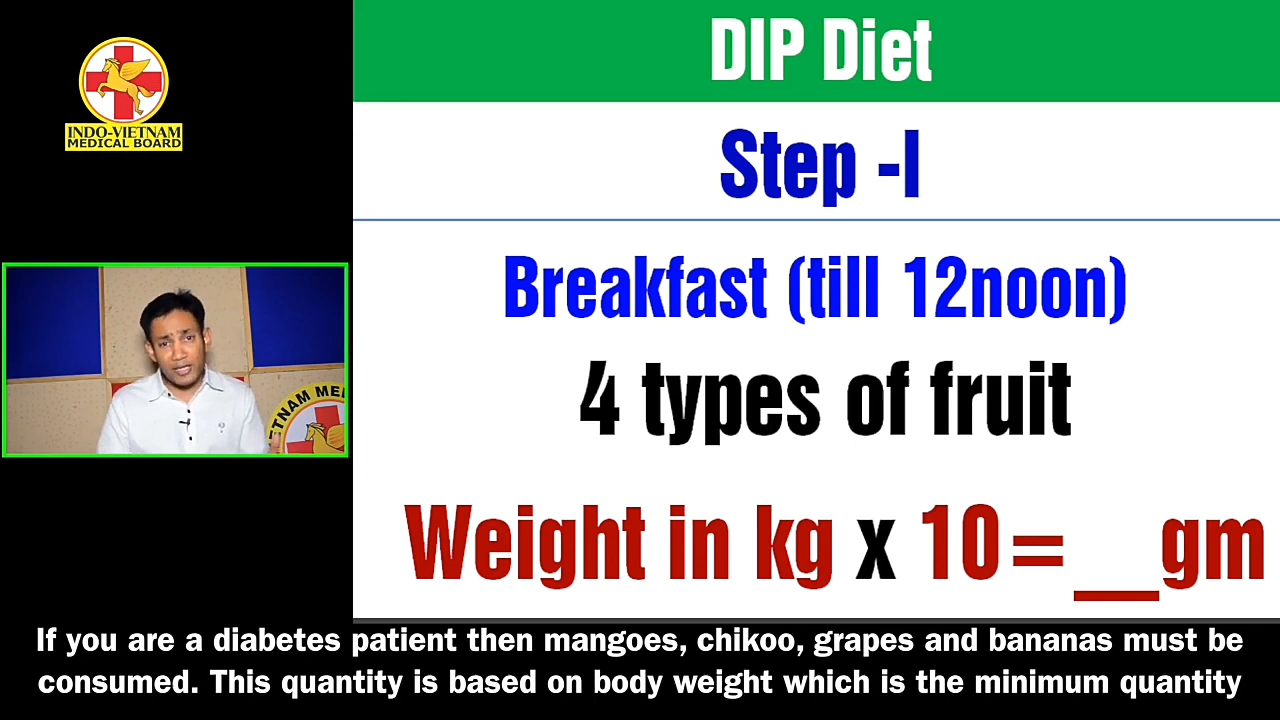 DIP Diet
INDO-VIETNAM
MEDICAL BOARD
Step -I
Breakfast (till 12noon)
4 types of fruit
Weight in kg x 10=__gm
ETNAM MEI
If you are a diabetes patient then mangoes, chikoo, grapes and bananas must be
consumed. This quantity is based on body weight which is the minimum quantity